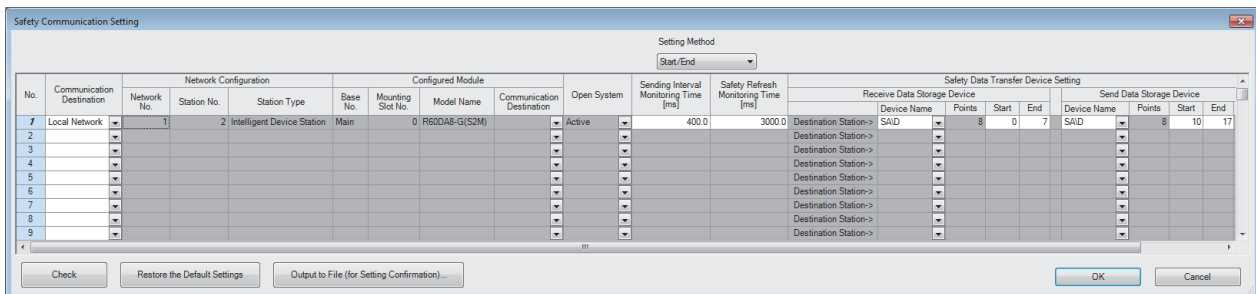 Safety Communication Setting
Setting Method
Start/End
No. Communication Destination Network Configuration Configured Module Open System Sending Interval Monitoring Time [ms] Safety Refresh Monitoring Time [ms] Safety Data Transfer Device Setting
Network No. Station No. Station Type Base No. Mounting Slot No. Model Name Communication Destination Receive Data Storage Device Send Data Storage Device
Device Name Points Start End Device Name Points Start End
1 Local Network 1 2 Intelligent Device Station Main 0 R60DA8-G(S2M) Active 400.0 3000.0 Destination Station-> SA\D 8 0 7 SA\D 8 10 17
2 Destination Station->
3 Destination Station->
4 Destination Station->
5 Destination Station->
6 Destination Station->
7 Destination Station->
8 Destination Station->
9 Destination Station->
Check Restore the Default Settings Output to File (for Setting Confirmation)... OK Cancel